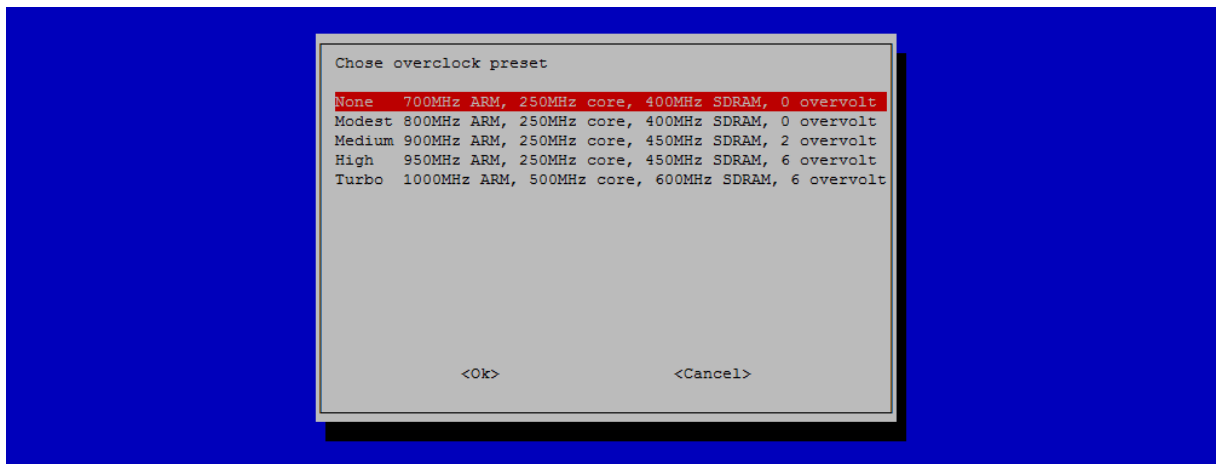 Chose overclock preset
None 700MHz ARM, 250MHz core, 400MHz SDRAM, 0 overvolt
Modest 800MHz ARM, 250MHz core, 400MHz SDRAM, 0 overvolt
Medium 900MHz ARM, 250MHz core, 450MHz SDRAM, 2 overvolt
High 950MHz ARM, 250MHz core, 450MHz SDRAM, 6 overvolt
Turbo 1000MHz ARM, 500MHz core, 600MHz SDRAM, 6 overvolt
<Ok> <Cancel>